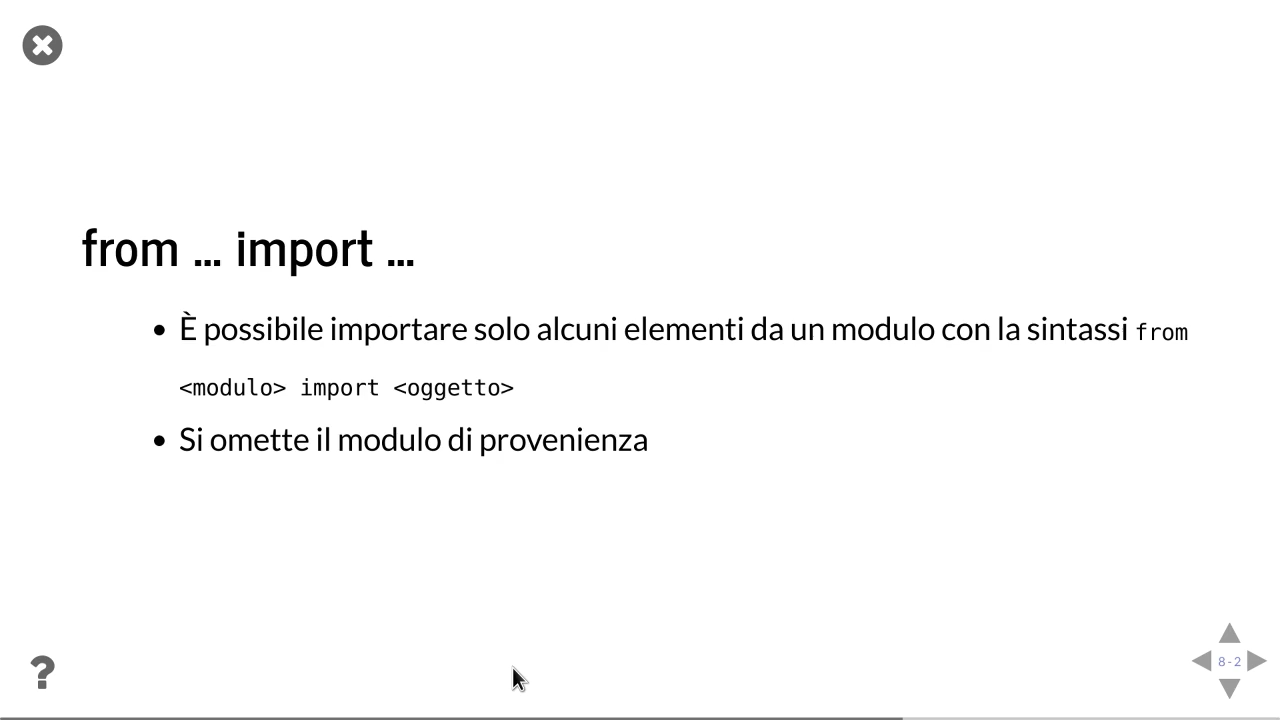 from ... import ...
• È possibile importare solo alcuni elementi da un modulo con la sintassi from
<modulo> import <oggetto>
• Si omette il modulo di provenienza
?
8-2